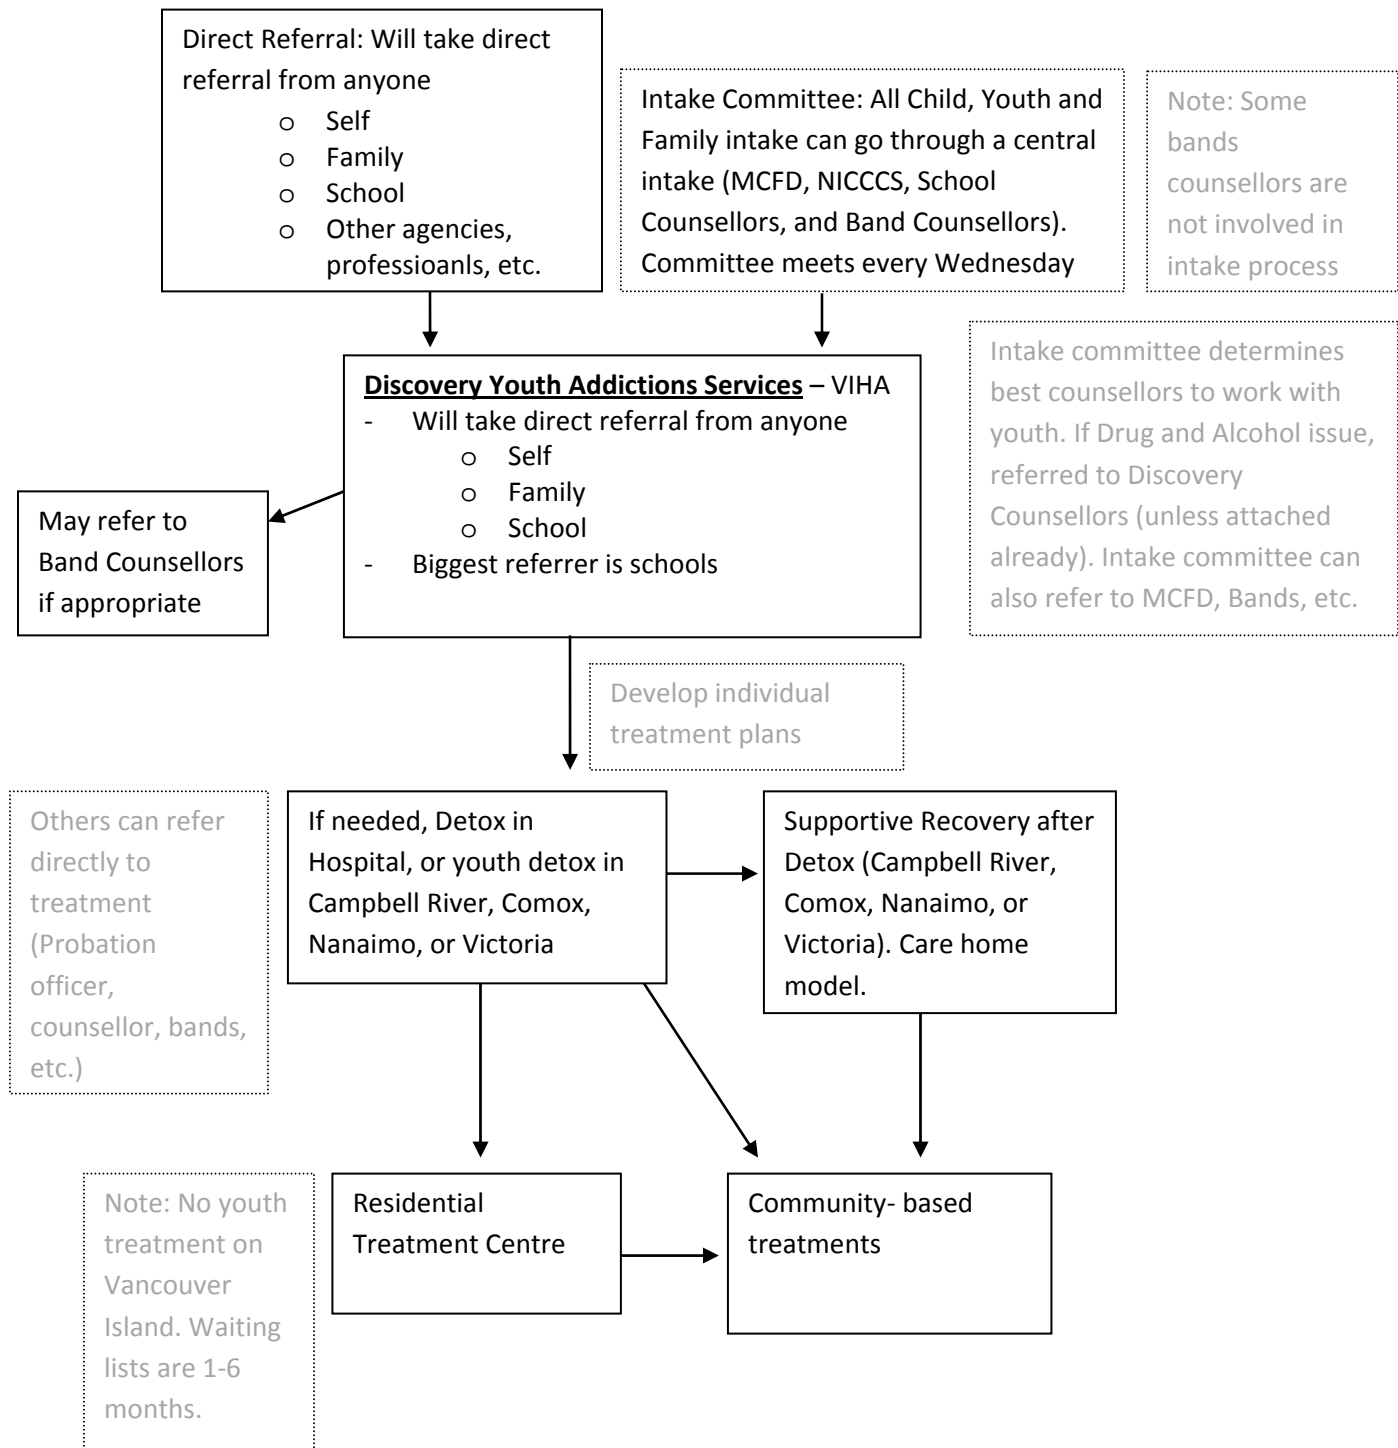 Direct Referral: Will take direct
referral from anyone
o Self
o Family
o School
o Other agencies,
professioanls, etc.
Intake Committee: All Child, Youth and
Family intake can go through a central
intake (MCFD, NICCCS, School
Counsellors, and Band Counsellors).
Committee meets every Wednesday
Note: Some
bands
counsellors are
not involved in
intake process
Discovery Youth Addictions Services – VIHA
- Will take direct referral from anyone
o Self
o Family
o School
- Biggest referrer is schools
Intake committee determines
best counsellors to work with
youth. If Drug and Alcohol issue,
referred to Discovery
Counsellors (unless attached
already). Intake committee can
also refer to MCFD, Bands, etc.
May refer to
Band Counsellors
if appropriate
Develop individual
treatment plans
Others can refer
directly to
treatment
(Probation
officer,
counsellor, bands,
etc.)
If needed, Detox in
Hospital, or youth detox in
Campbell River, Comox,
Nanaimo, or Victoria
Supportive Recovery after
Detox (Campbell River,
Comox, Nanaimo, or
Victoria). Care home
model.
Note: No youth
treatment on
Vancouver
Island. Waiting
lists are 1-6
months.
Residential
Treatment Centre
Community- based
treatments